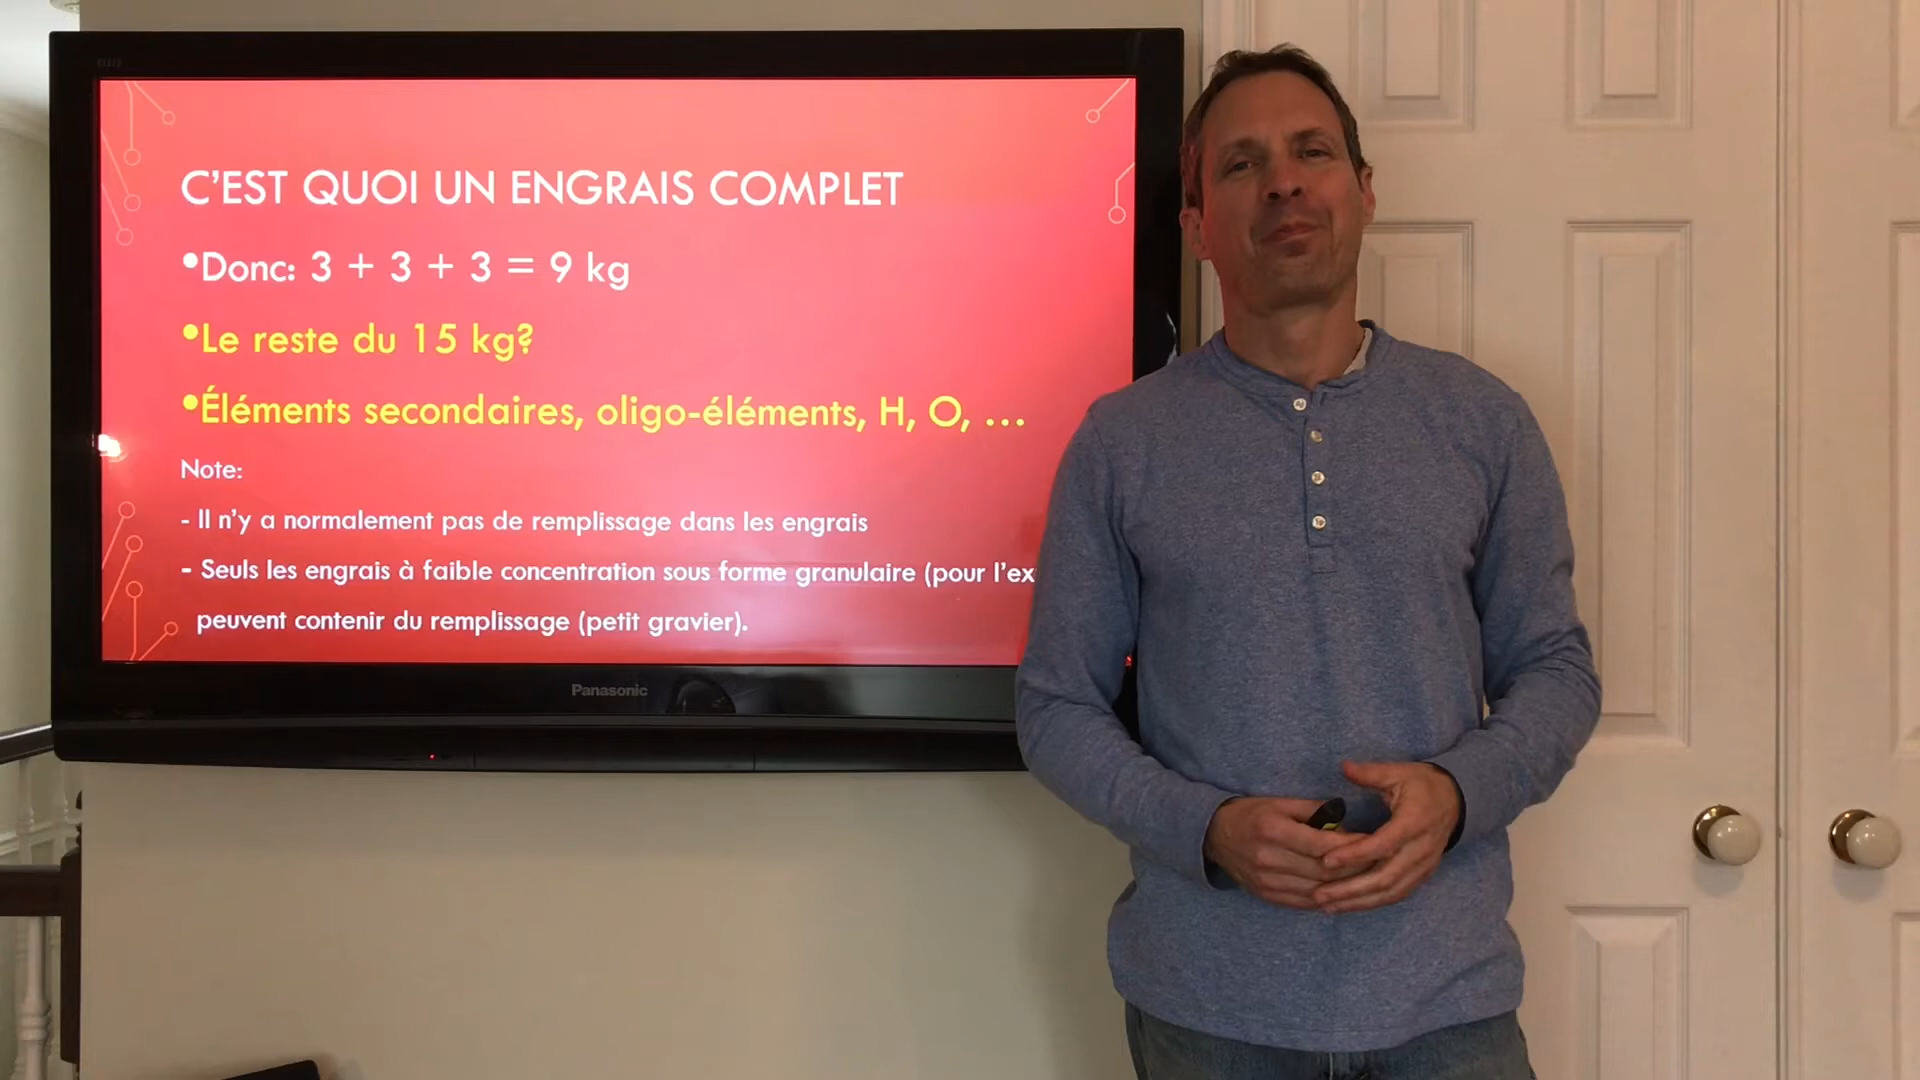 C'EST QUOI UN ENGRAIS COMPLET
•Donc: 3 + 3 + 3 = 9 kg
•Le reste du 15 kg?
•Éléments secondaires, oligo-éléments, H, O, ...
Note:
- Il n'y a normalement pas de remplissage dans les engrais
- Seuls les engrais à faible concentration sous forme granulaire (pour l'ex
peuvent contenir du remplissage (petit gravier).
Panasonic